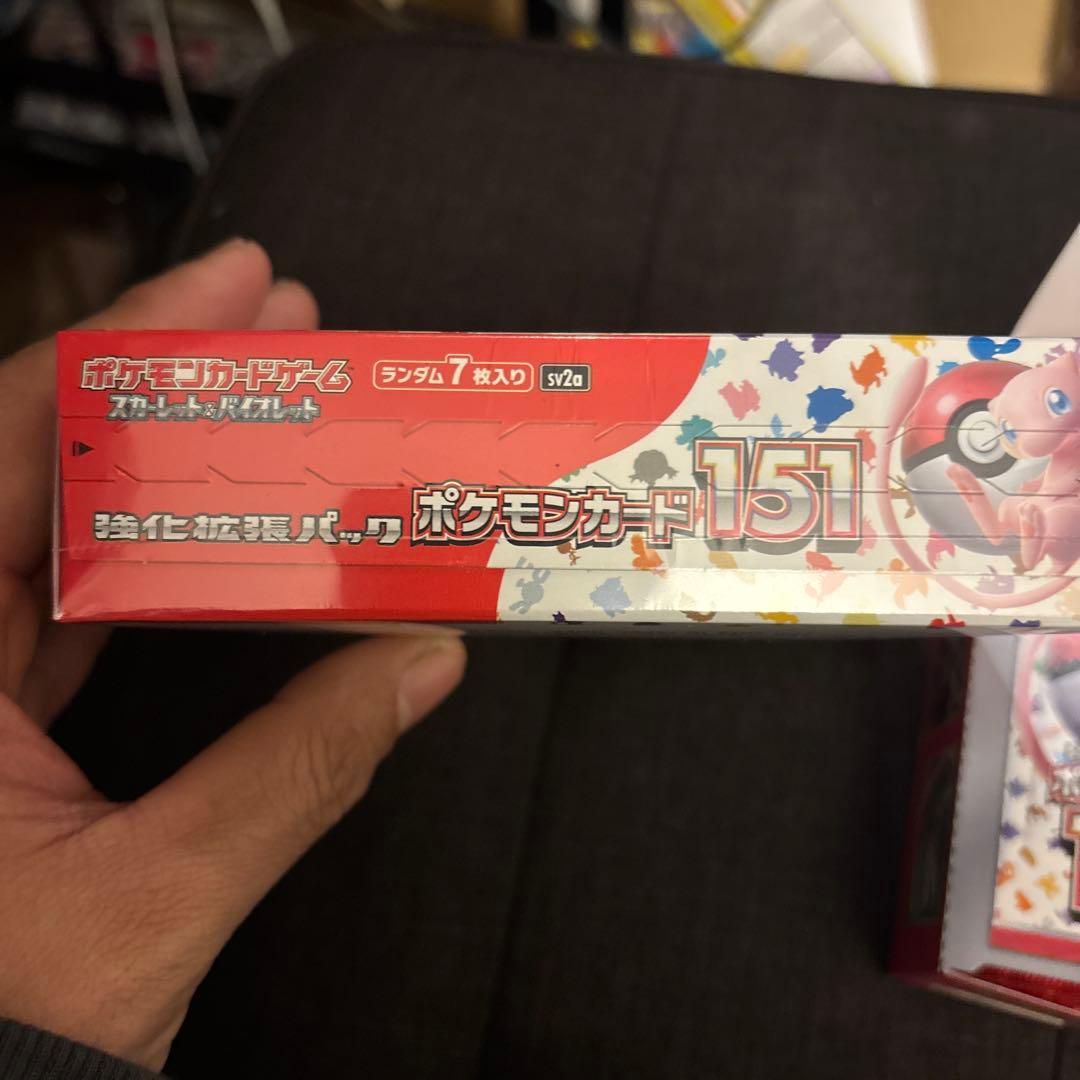 ポケモンカードゲーム
スカーレット&バイオレット
ランダム7枚入り
sv2a
強化拡張パック
ポケモンカード151